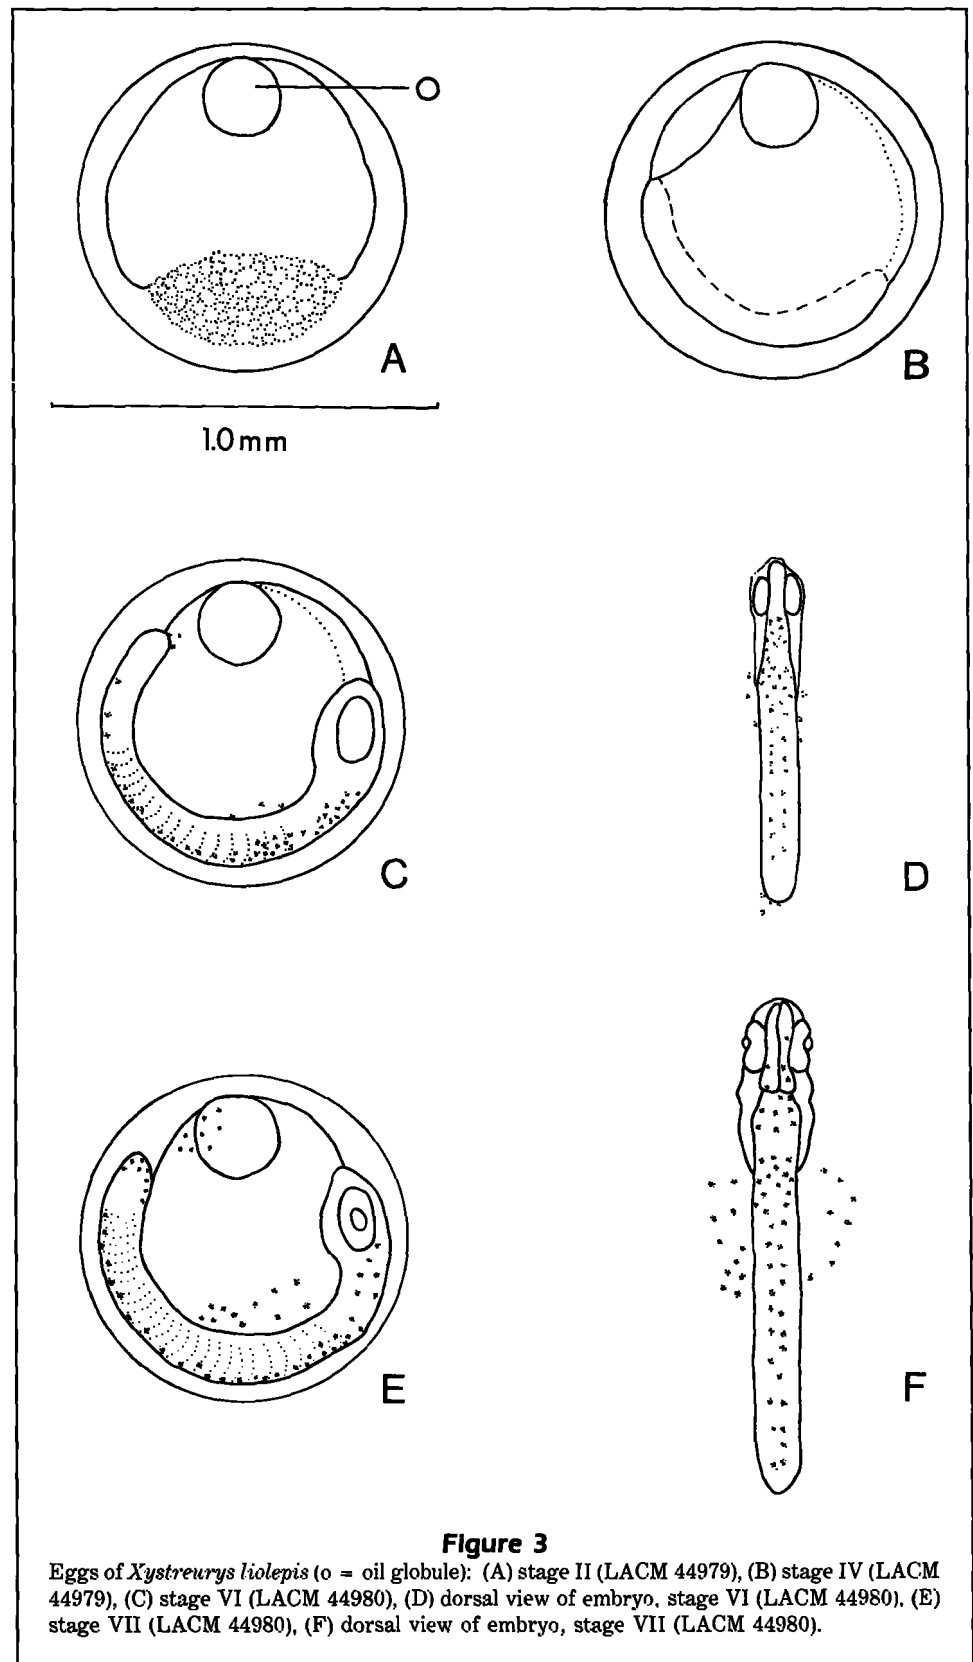 O
A
B
1.0 mm
C
D
E
F
Figure 3
Eggs of Xystreurys liolepis (o = oil globule): (A) stage II (LACM 44979), (B) stage IV (LACM
44979), (C) stage VI (LACM 44980), (D) dorsal view of embryo, stage VI (LACM 44980), (E)
stage VII (LACM 44980), (F) dorsal view of embryo, stage VII (LACM 44980).